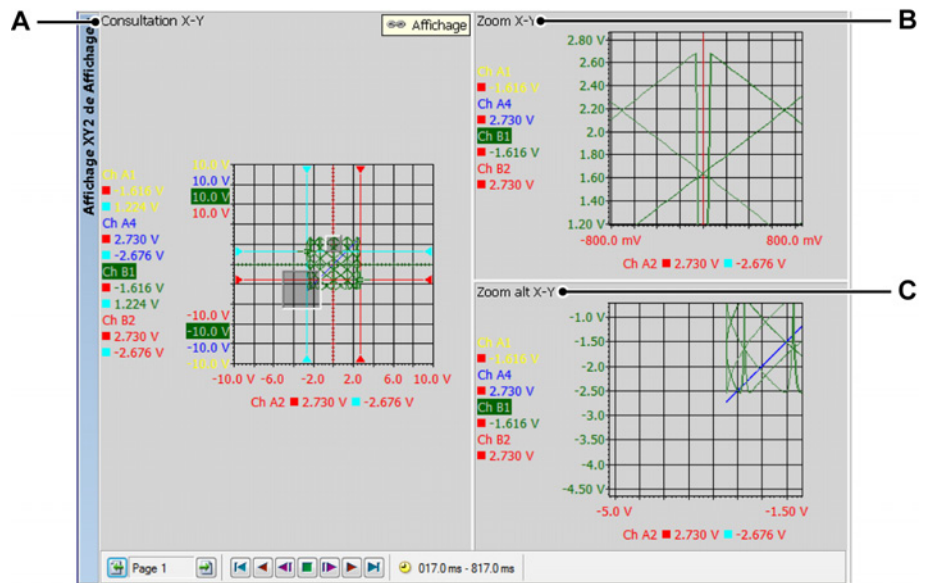 A
Consultation X-Y
Affichage
Affichage XY2 de Affichage
Ch A1
-1.616 V
1.224 V
Ch A4
2.730 V
-2.676 V
Ch B1
-1.616 V
1.224 V
Ch B2
2.730 V
-2.676 V
10.0 V
10.0 V
10.0 V
10.0 V
-10.0 V
-10.0 V
-10.0 V
-10.0 V
-10.0 V -6.0 -2.0 2.0 6.0 10.0 V
Ch A2 2.730 V -2.676 V
Zoom X-Y
B
Ch A1
-1.616 V
Ch A4
2.730 V
Ch B1
-1.616 V
Ch B2
2.730 V
2.80 V
2.60
2.40
2.20
2.0
1.80
1.60
1.40
1.20 V
-800.0 mV 800.0 mV
Ch A2 2.730 V -2.676 V
Zoom alt X-Y
C
Ch A1
-1.616 V
Ch A4
2.730 V
Ch B1
-1.616 V
Ch B2
2.730 V
-1.0 V
-1.50
-2.0
-2.50
-3.0
-3.50
-4.0
-4.50 V
-5.0 V -1.50 V
Ch A2 2.730 V -2.676 V
Page 1
017.0 ms - 817.0 ms